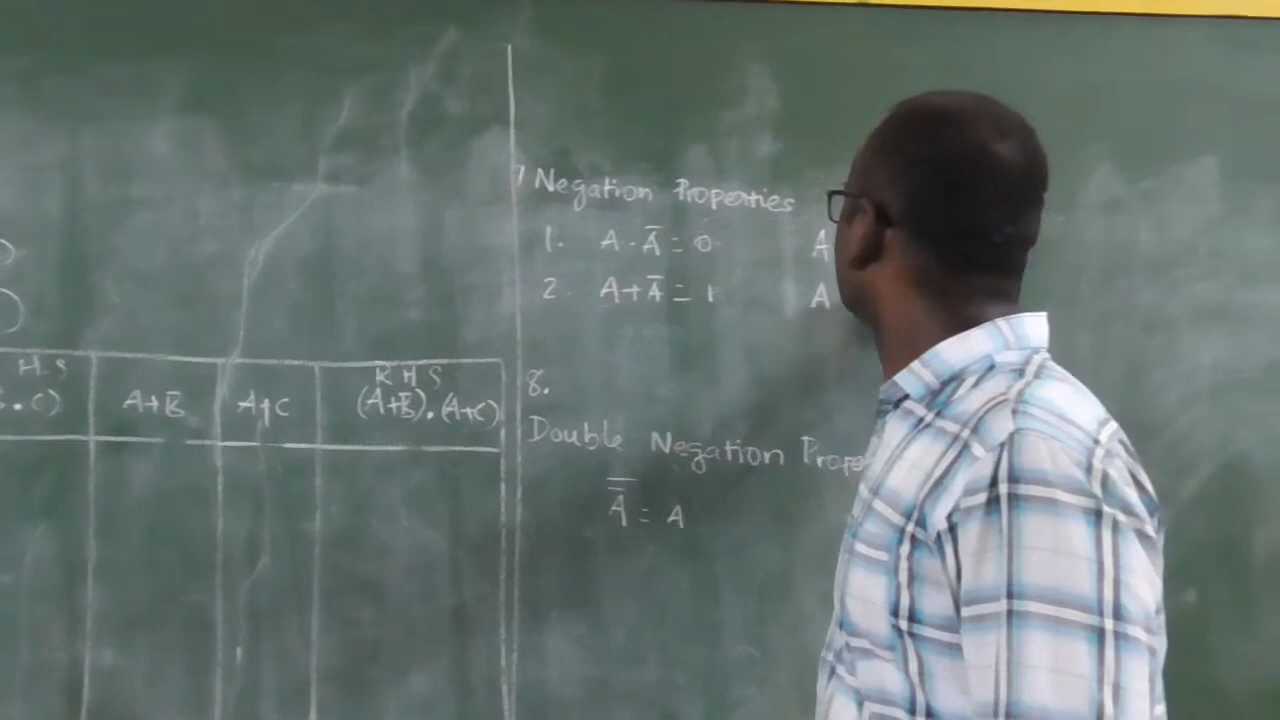 H S
. C)
A+B̅
A+C
R H S
(A+B̅).(A+C)
7 Negation Properties
1. A . A̅ = 0 A
2. A + A̅ = 1 A
8.
Double Negation Prope
A̿ = A